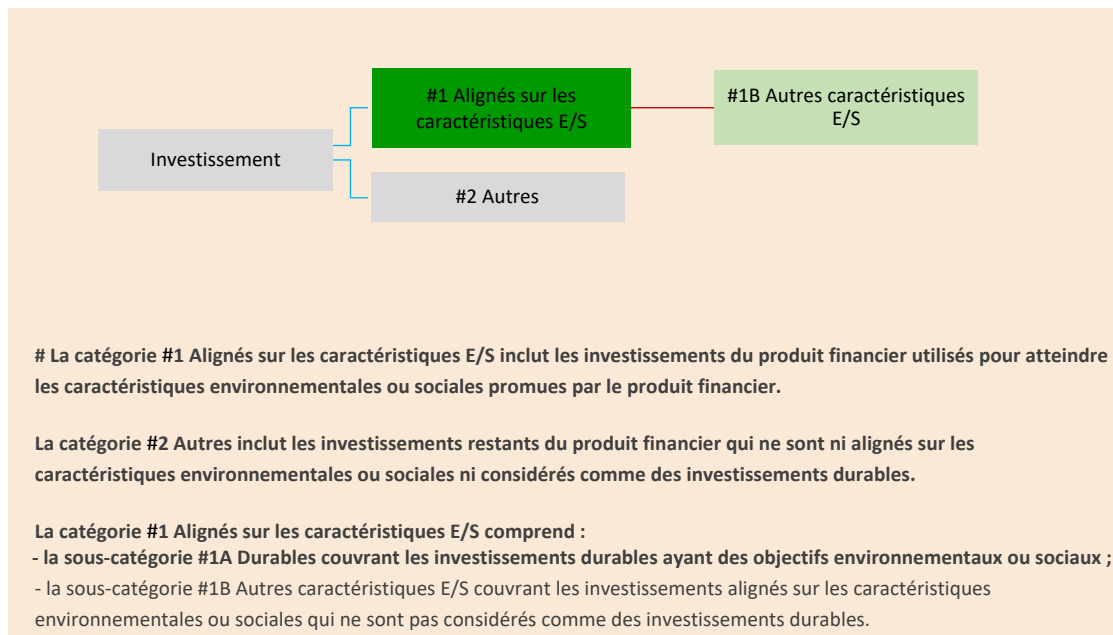 #1 Alignés sur les
caractéristiques E/S
#1B Autres caractéristiques
E/S
Investissement
#2 Autres
# La catégorie #1 Alignés sur les caractéristiques E/S inclut les investissements du produit financier utilisés pour atteindre
les caractéristiques environnementales ou sociales promues par le produit financier.
La catégorie #2 Autres inclut les investissements restants du produit financier qui ne sont ni alignés sur les
caractéristiques environnementales ou sociales ni considérés comme des investissements durables.
La catégorie #1 Alignés sur les caractéristiques E/S comprend :
- la sous-catégorie #1A Durables couvrant les investissements durables ayant des objectifs environnementaux ou sociaux ;
- la sous-catégorie #1B Autres caractéristiques E/S couvrant les investissements alignés sur les caractéristiques
environnementales ou sociales qui ne sont pas considérés comme des investissements durables.